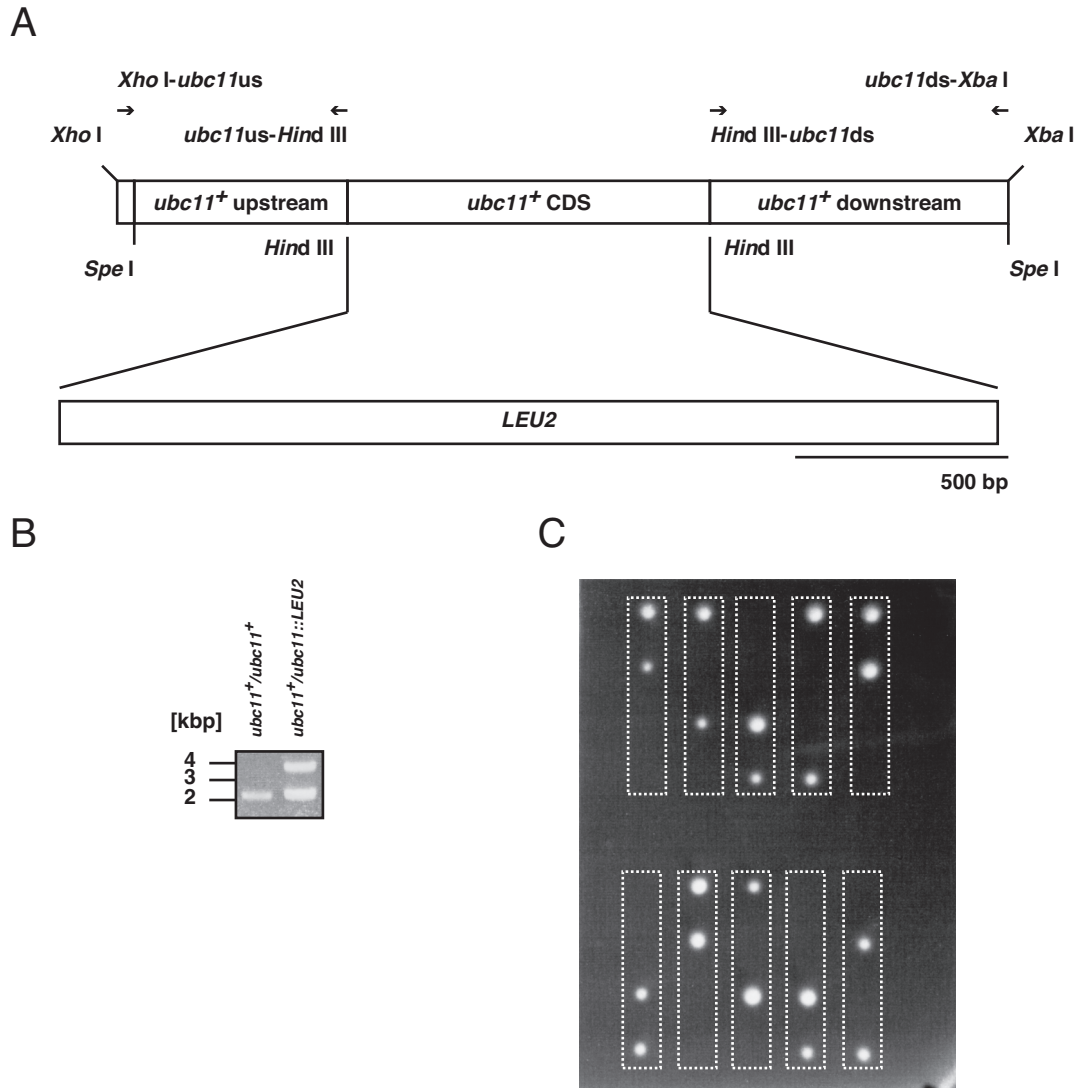 A
Xho I-ubc11us
ubc11ds-Xba I
Xho I
ubc11us-Hind III
Hind III-ubc11ds
Xba I
ubc11+ upstream
ubc11+ CDS
ubc11+ downstream
Hind III
Hind III
Spe I
Spe I
LEU2
500 bp
B
C
ubc11+/ubc11+
ubc11+/ubc11::LEU2
[kbp]
4
3
2